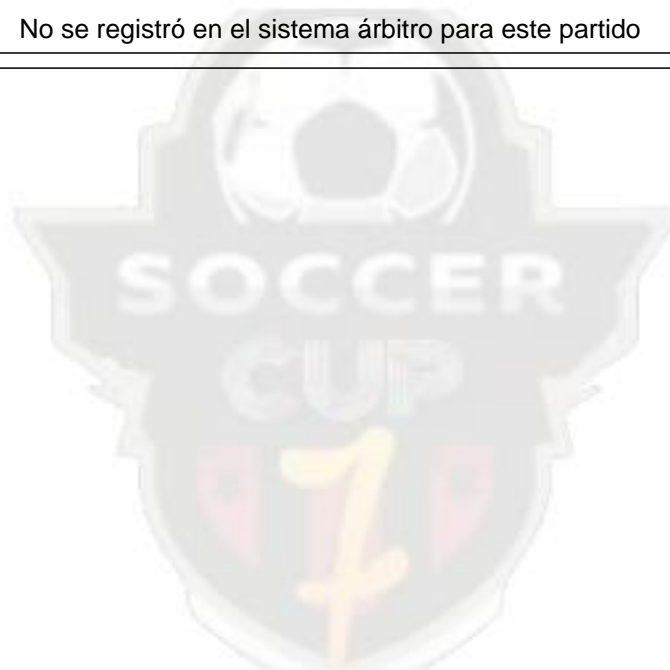 No se registró en el sistema árbitro para este partido
SOCCER
CUP
7